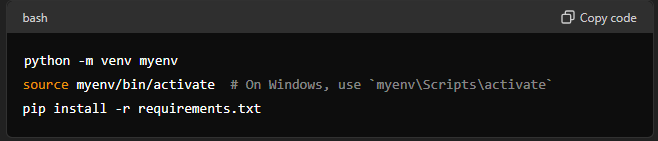 bash
Copy code
python -m venv myenv
source myenv/bin/activate  # On Windows, use `myenv\Scripts\activate`
pip install -r requirements.txt